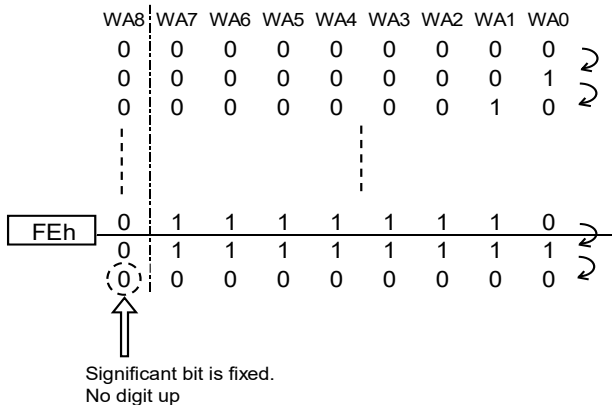 WA8 WA7 WA6 WA5 WA4 WA3 WA2 WA1 WA0
0 0 0 0 0 0 0 0 0
0 0 0 0 0 0 0 0 1
0 0 0 0 0 0 0 1 0
FEh 0 1 1 1 1 1 1 1 0
0 1 1 1 1 1 1 1 1
0 0 0 0 0 0 0 0 0
Significant bit is fixed.
No digit up